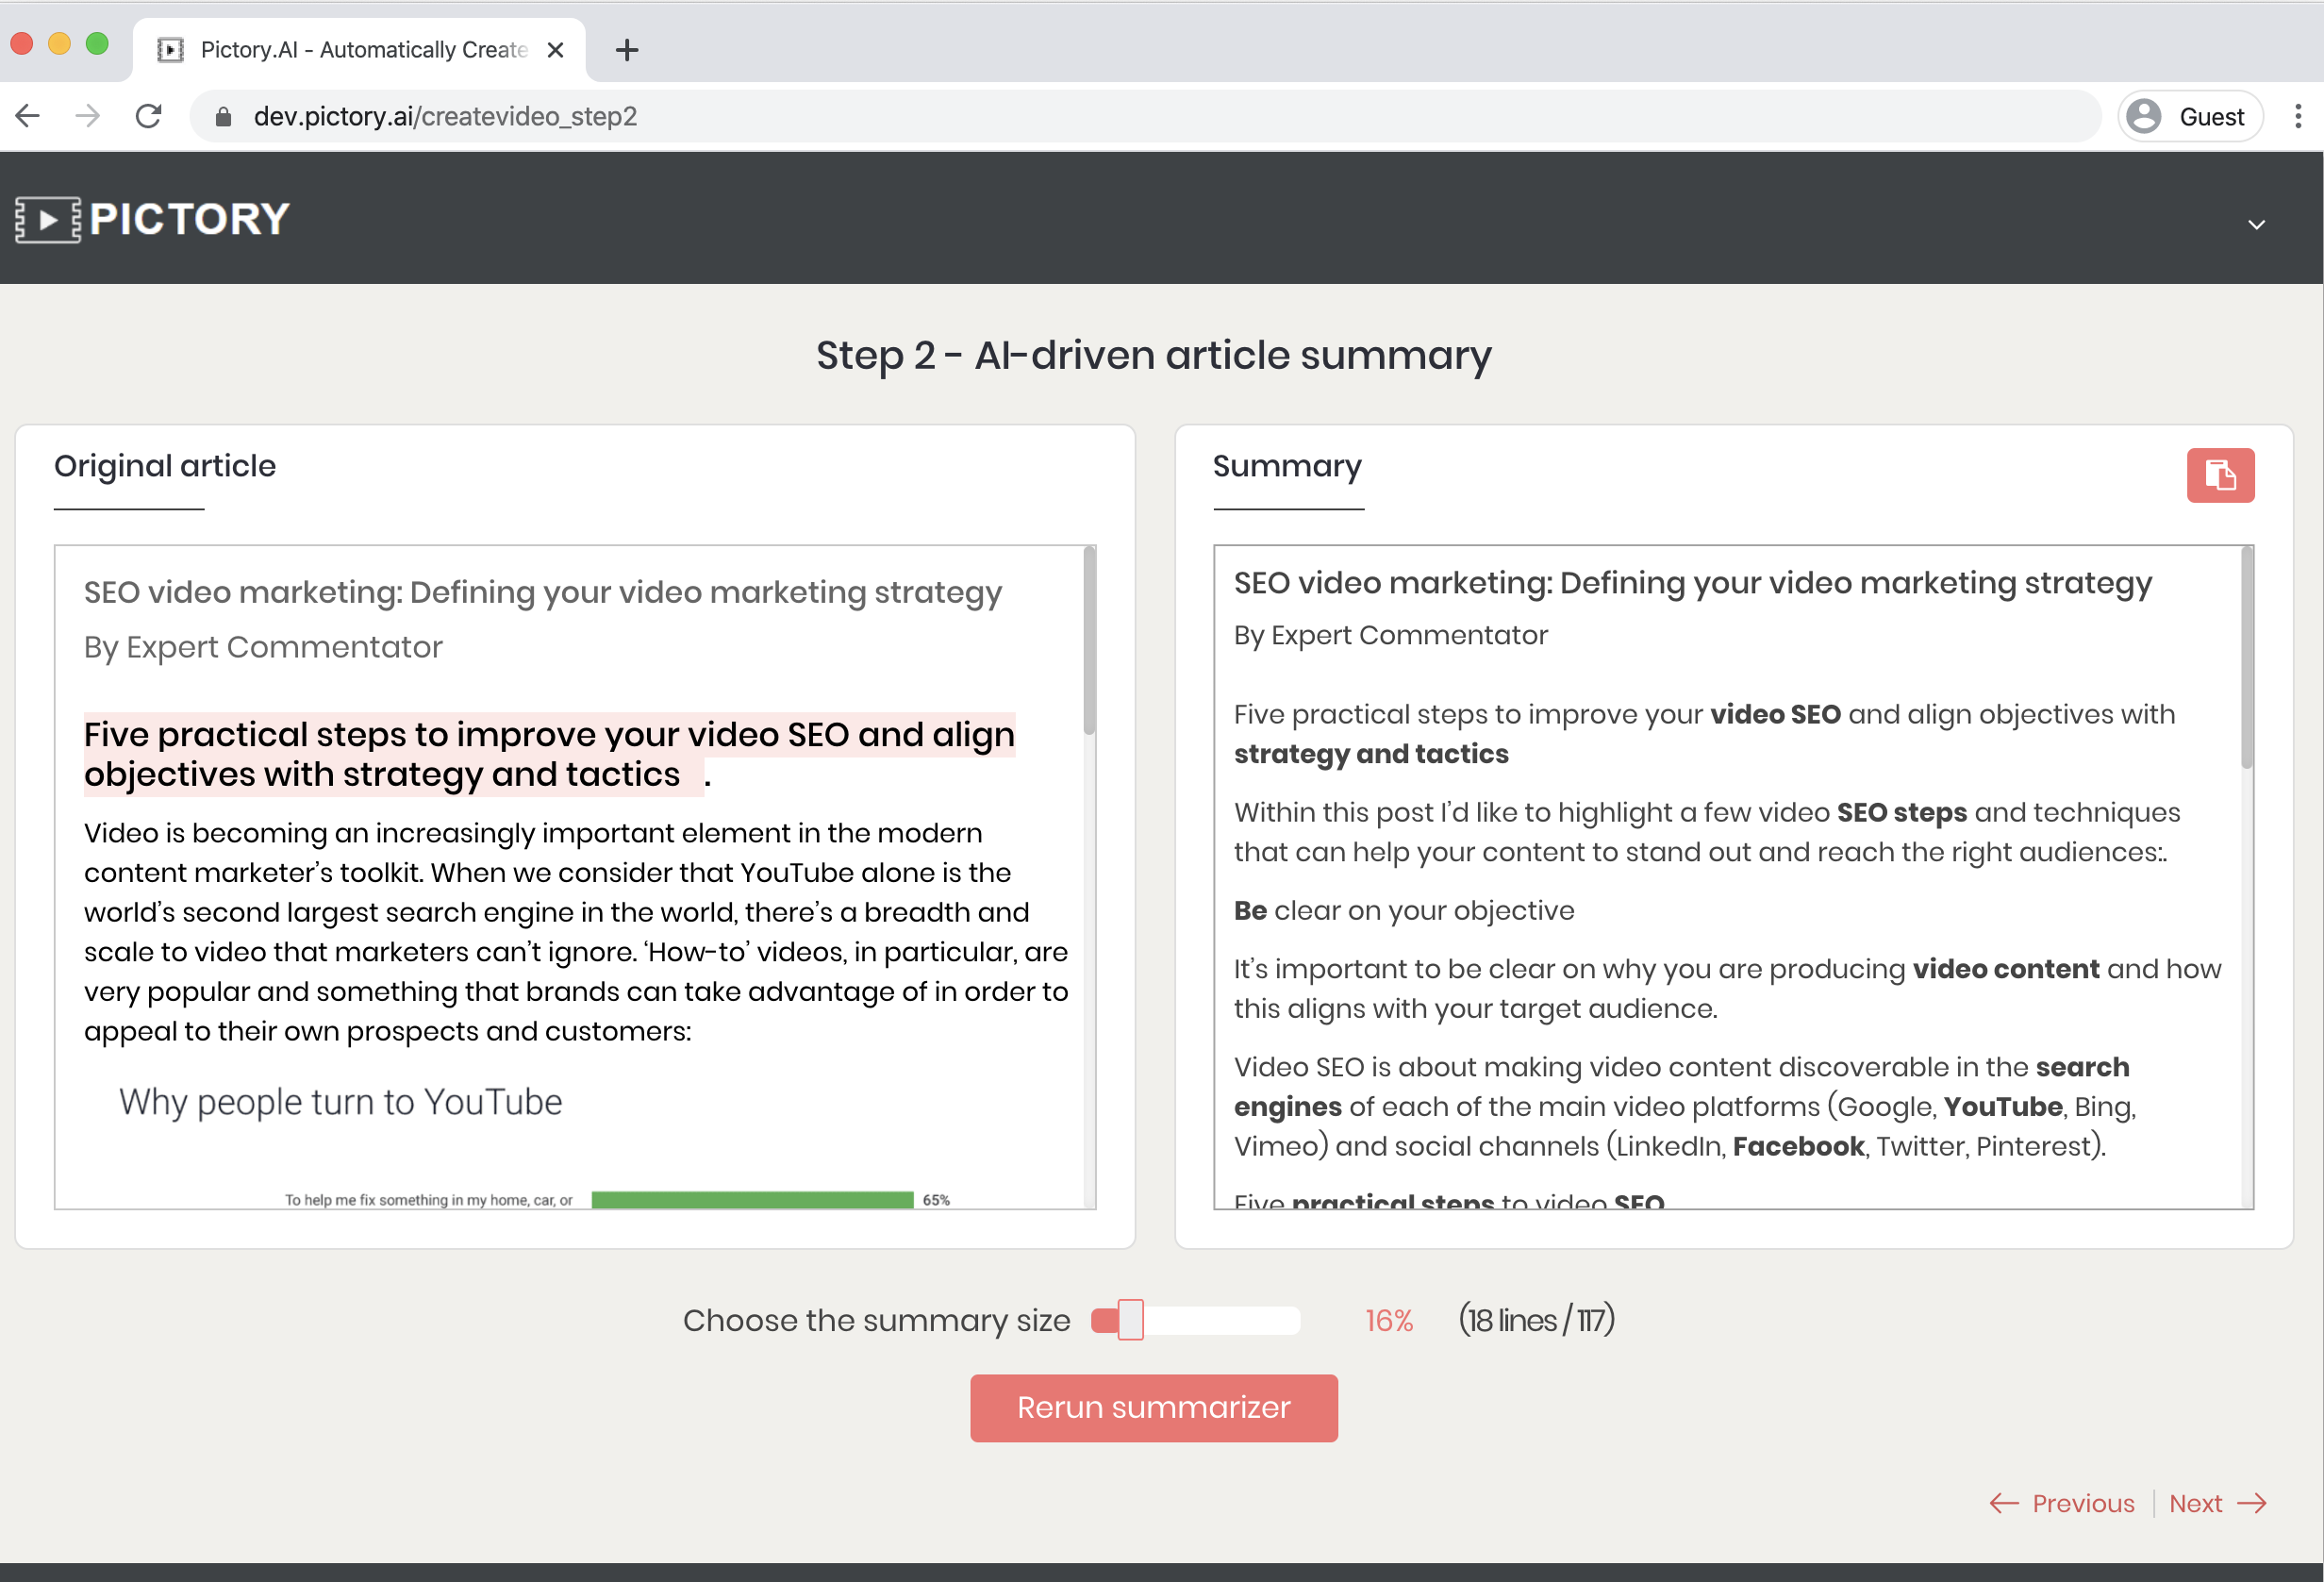 Pictory.AI - Automatically Create
dev.pictory.ai/createvideo_step2
Guest
PICTORY
Step 2 - AI-driven article summary
Original article
SEO video marketing: Defining your video marketing strategy
By Expert Commentator
Five practical steps to improve your video SEO and align
objectives with strategy and tactics .
Video is becoming an increasingly important element in the modern
content marketer’s toolkit. When we consider that YouTube alone is the
world’s second largest search engine in the world, there’s a breadth and
scale to video that marketers can’t ignore. ‘How-to’ videos, in particular, are
very popular and something that brands can take advantage of in order to
appeal to their own prospects and customers:
Why people turn to YouTube
To help me fix something in my home, car, or
65%
Summary
SEO video marketing: Defining your video marketing strategy
By Expert Commentator
Five practical steps to improve your video SEO and align objectives with
strategy and tactics
Within this post I’d like to highlight a few video SEO steps and techniques
that can help your content to stand out and reach the right audiences:.
Be clear on your objective
It’s important to be clear on why you are producing video content and how
this aligns with your target audience.
Video SEO is about making video content discoverable in the search
engines of each of the main video platforms (Google, YouTube, Bing,
Vimeo) and social channels (LinkedIn, Facebook, Twitter, Pinterest).
Five practical steps to video SEO
Choose the summary size 16% (18 lines / 117)
Rerun summarizer
Previous | Next